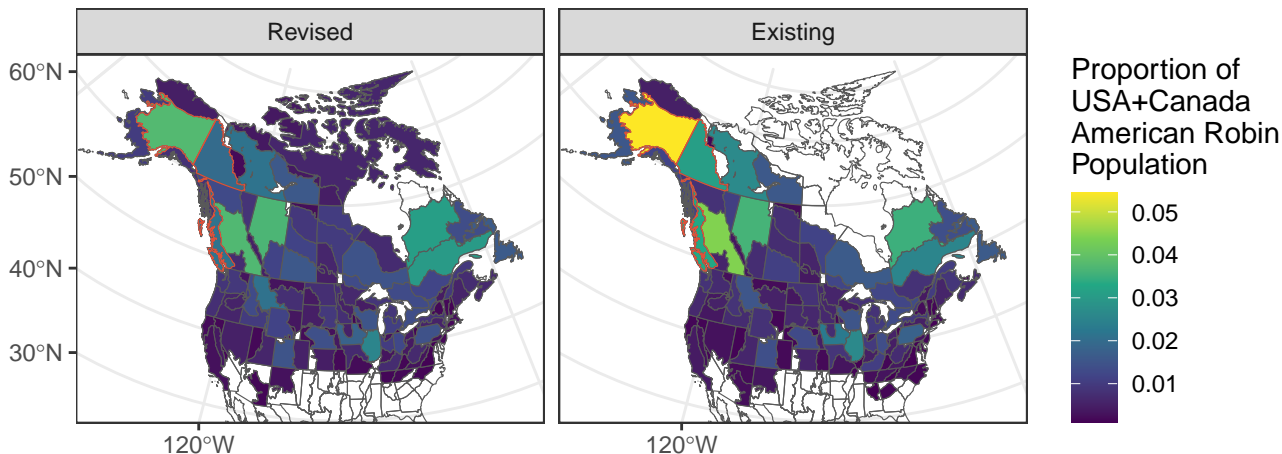 Revised
Existing
60°N
50°N
40°N
30°N
120°W
120°W
Proportion of
USA+Canada
American Robin
Population
0.05
0.04
0.03
0.02
0.01